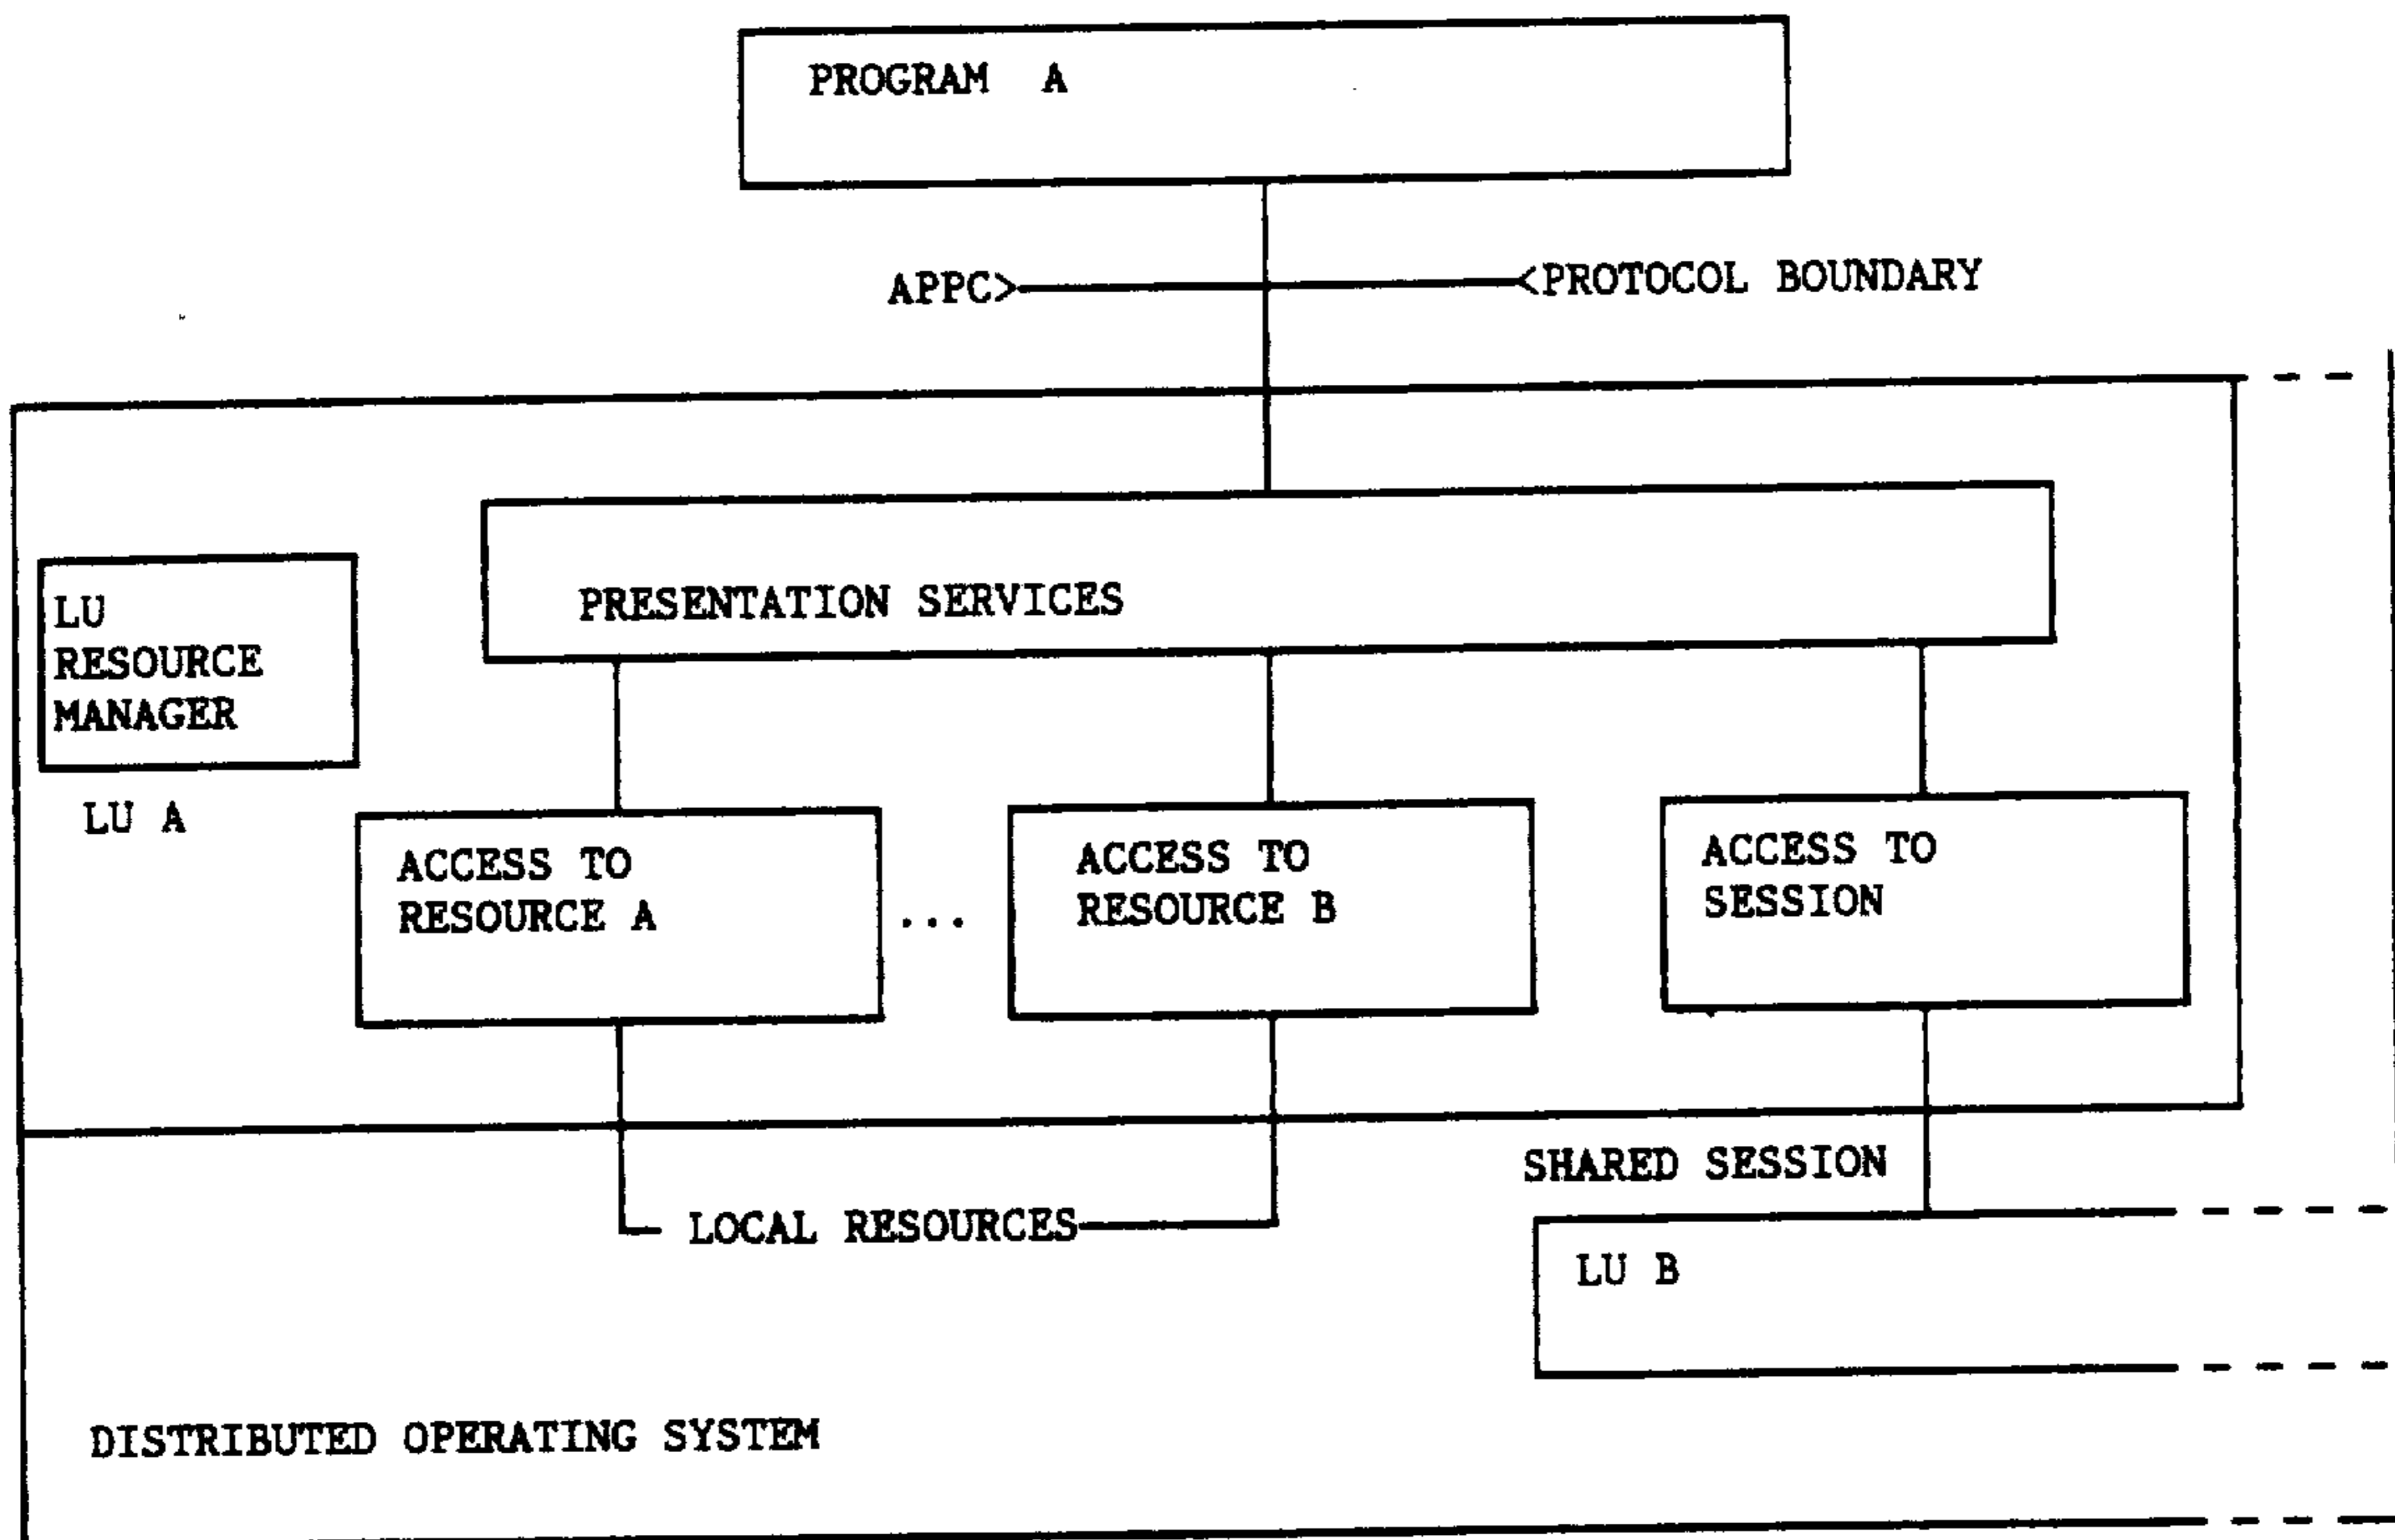 PROGRAM A
APPC>
<PROTOCOL BOUNDARY
PRESENTATION SERVICES
LU
RESOURCE
MANAGER
LU A
ACCESS TO
RESOURCE A
...
ACCESS TO
RESOURCE B
ACCESS TO
SESSION
SHARED SESSION
LOCAL RESOURCES
LU B
DISTRIBUTED OPERATING SYSTEM